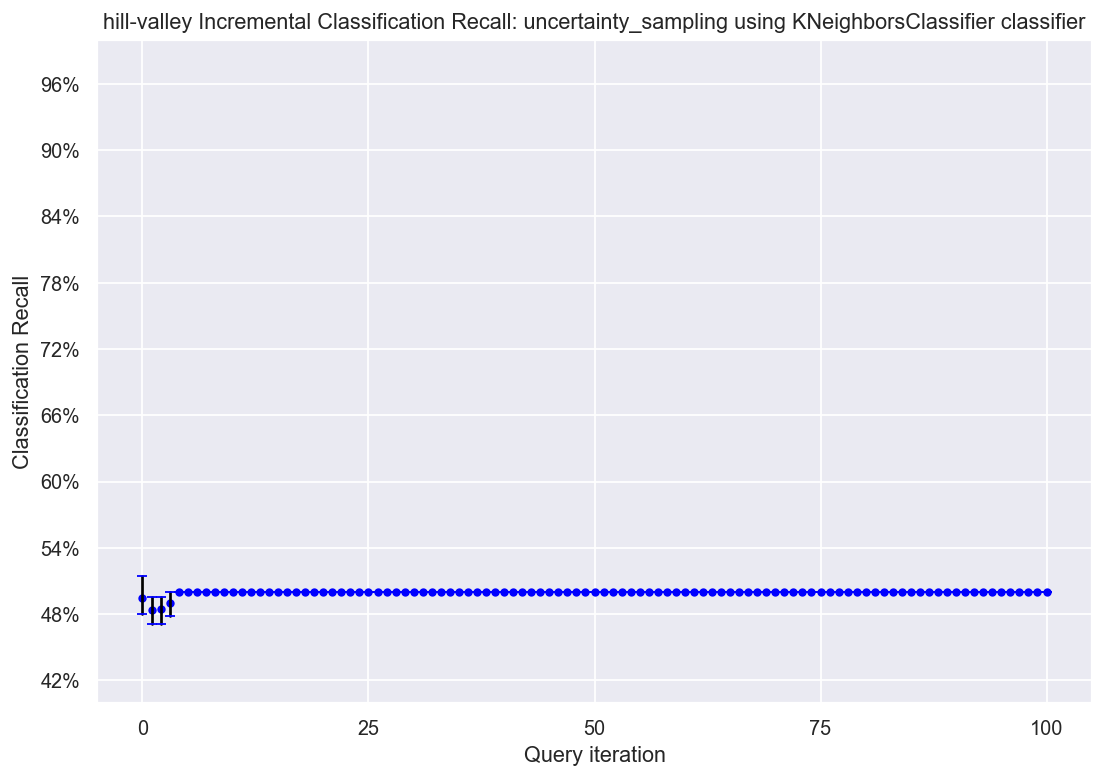 hill-valley Incremental Classification Recall: uncertainty_sampling using KNeighborsClassifier classifier
96%
90%
84%
78%
72%
66%
60%
54%
48%
42%
Classification Recall
0 25 50 75 100
Query iteration